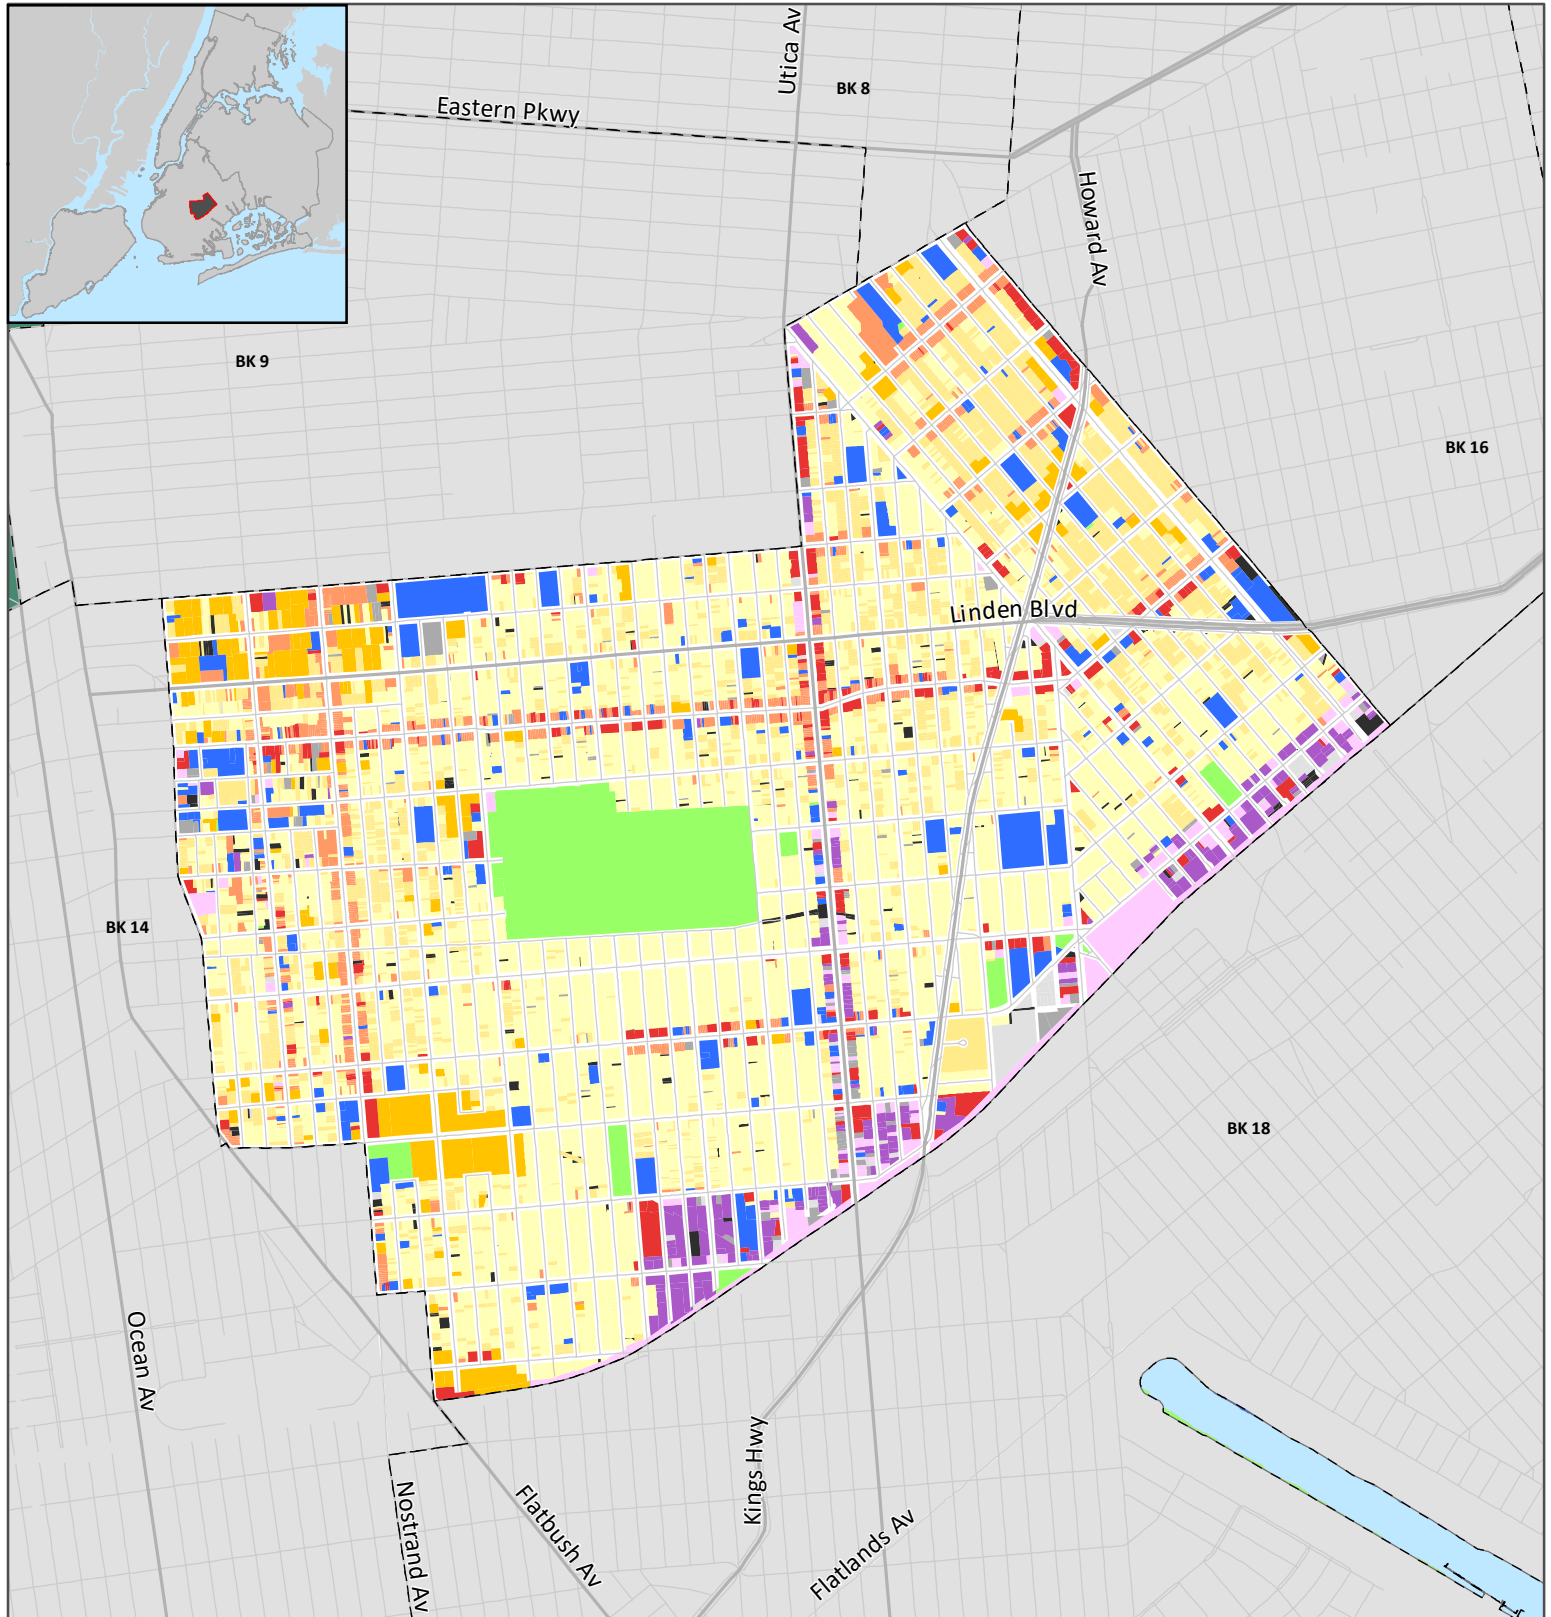 Utica Av
BK 8
Eastern Pkwy
Howard Av
BK 9
BK 16
Linden Blvd
BK 14
BK 18
Ocean Av
Kings Hwy
Nostrand Av
Flatbush Av
Flatlands Av